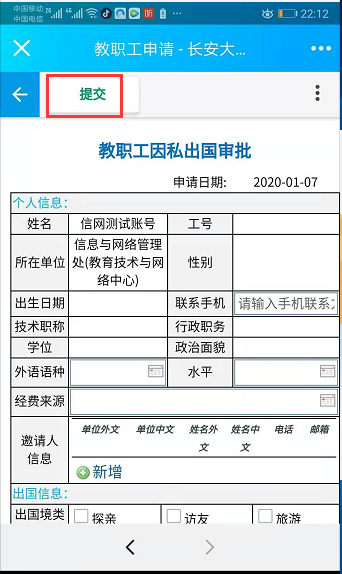 中国移动 中国电信 2G 4G 听 22:12
教职工申请 - 长安大...
提交
教职工因私出国审批
申请日期: 2020-01-07
个人信息:
姓名 信网测试账号 工号
所在单位 信息与网络管理处(教育技术与网络中心) 性别
出生日期 联系手机 请输入手机联系
技术职称 行政职务
学位 政治面貌
外语语种 水平
经费来源
邀请人信息 单位外文 单位中文 姓名外文 姓名中文 电话 邮箱
新增
出国信息:
出国境类 探亲 访友 旅游